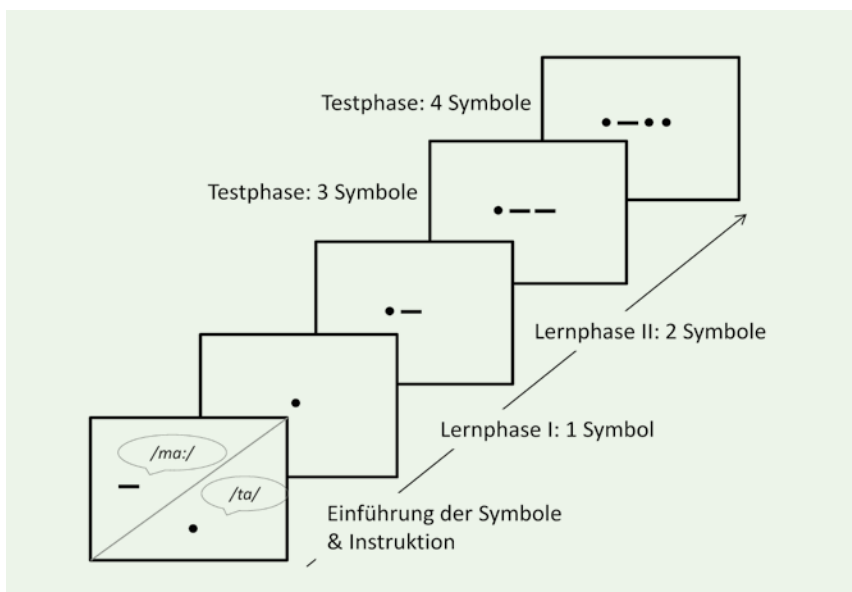 Testphase: 4 Symbole
Testphase: 3 Symbole
Lernphase II: 2 Symbole
Lernphase I: 1 Symbol
/ma:/
/ta/
Einführung der Symbole
& Instruktion